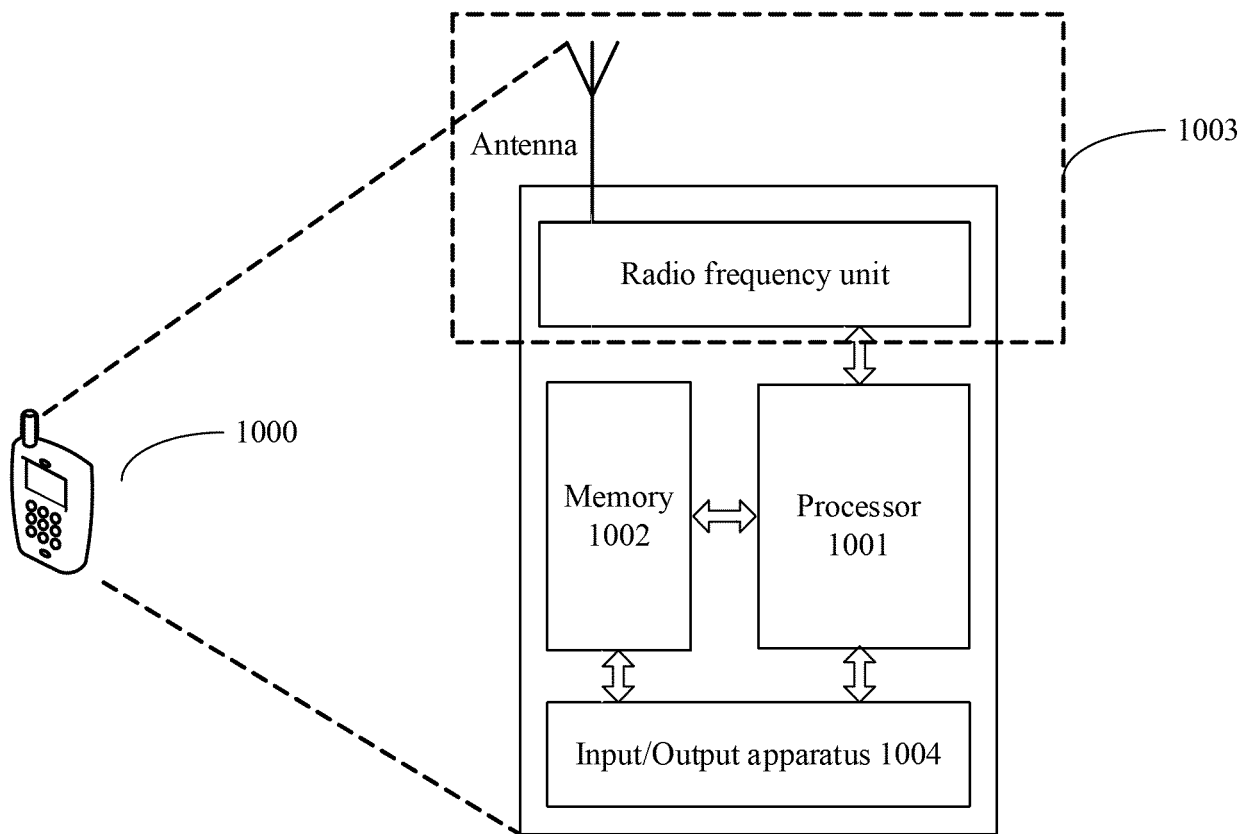 Antenna
1003
Radio frequency unit
1000
Memory
1002
Processor
1001
Input/Output apparatus 1004